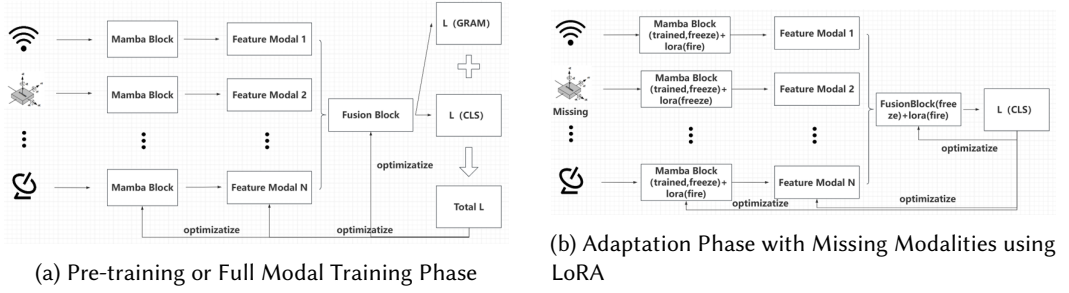 Mamba Block
Feature Modal 1
L (GRAM)
Mamba Block
Feature Modal 2
Fusion Block
L (CLS)
optimizatize
Mamba Block
Feature Modal N
Total L
optimizatize
optimizatize
(a) Pre-training or Full Modal Training Phase
Mamba Block
(trained,freeze)+
lora(fire)
Feature Modal 1
Missing
Mamba Block
(trained,freeze)+
lora(freeze)
Feature Modal 2
FusionBlock(free
ze)+lora(fire)
L (CLS)
optimizatize
Mamba Block
(trained,freeze)+
lora(fire)
Feature Modal N
optimizatize
optimizatize
(b) Adaptation Phase with Missing Modalities using
LoRA